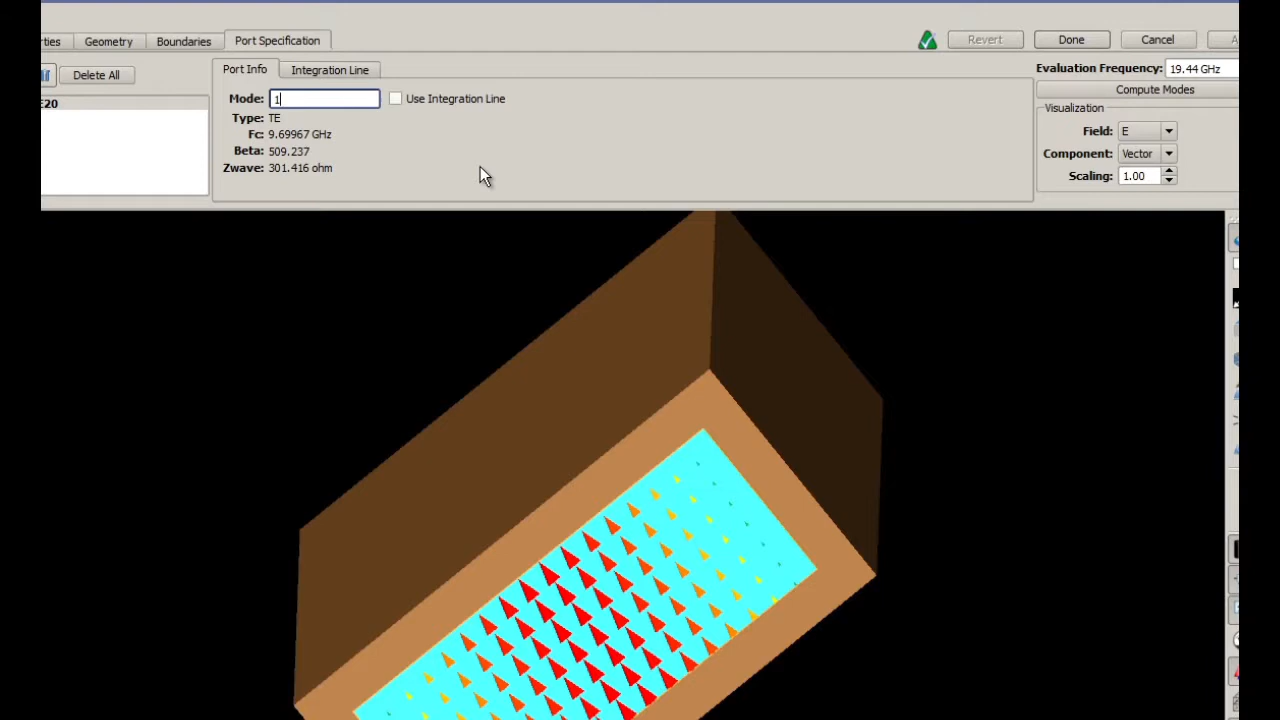 rties Geometry Boundaries Port Specification Revert Done Cancel A
Delete All Port Info Integration Line Evaluation Frequency: 19.44 GHz
Compute Modes
E20 Mode: 1 Use Integration Line Visualization
Type: TE
Field: E
Fc: 9.69967 GHz
Beta: 509.237 Component: Vector
Zwave: 301.416 ohm Scaling: 1.00